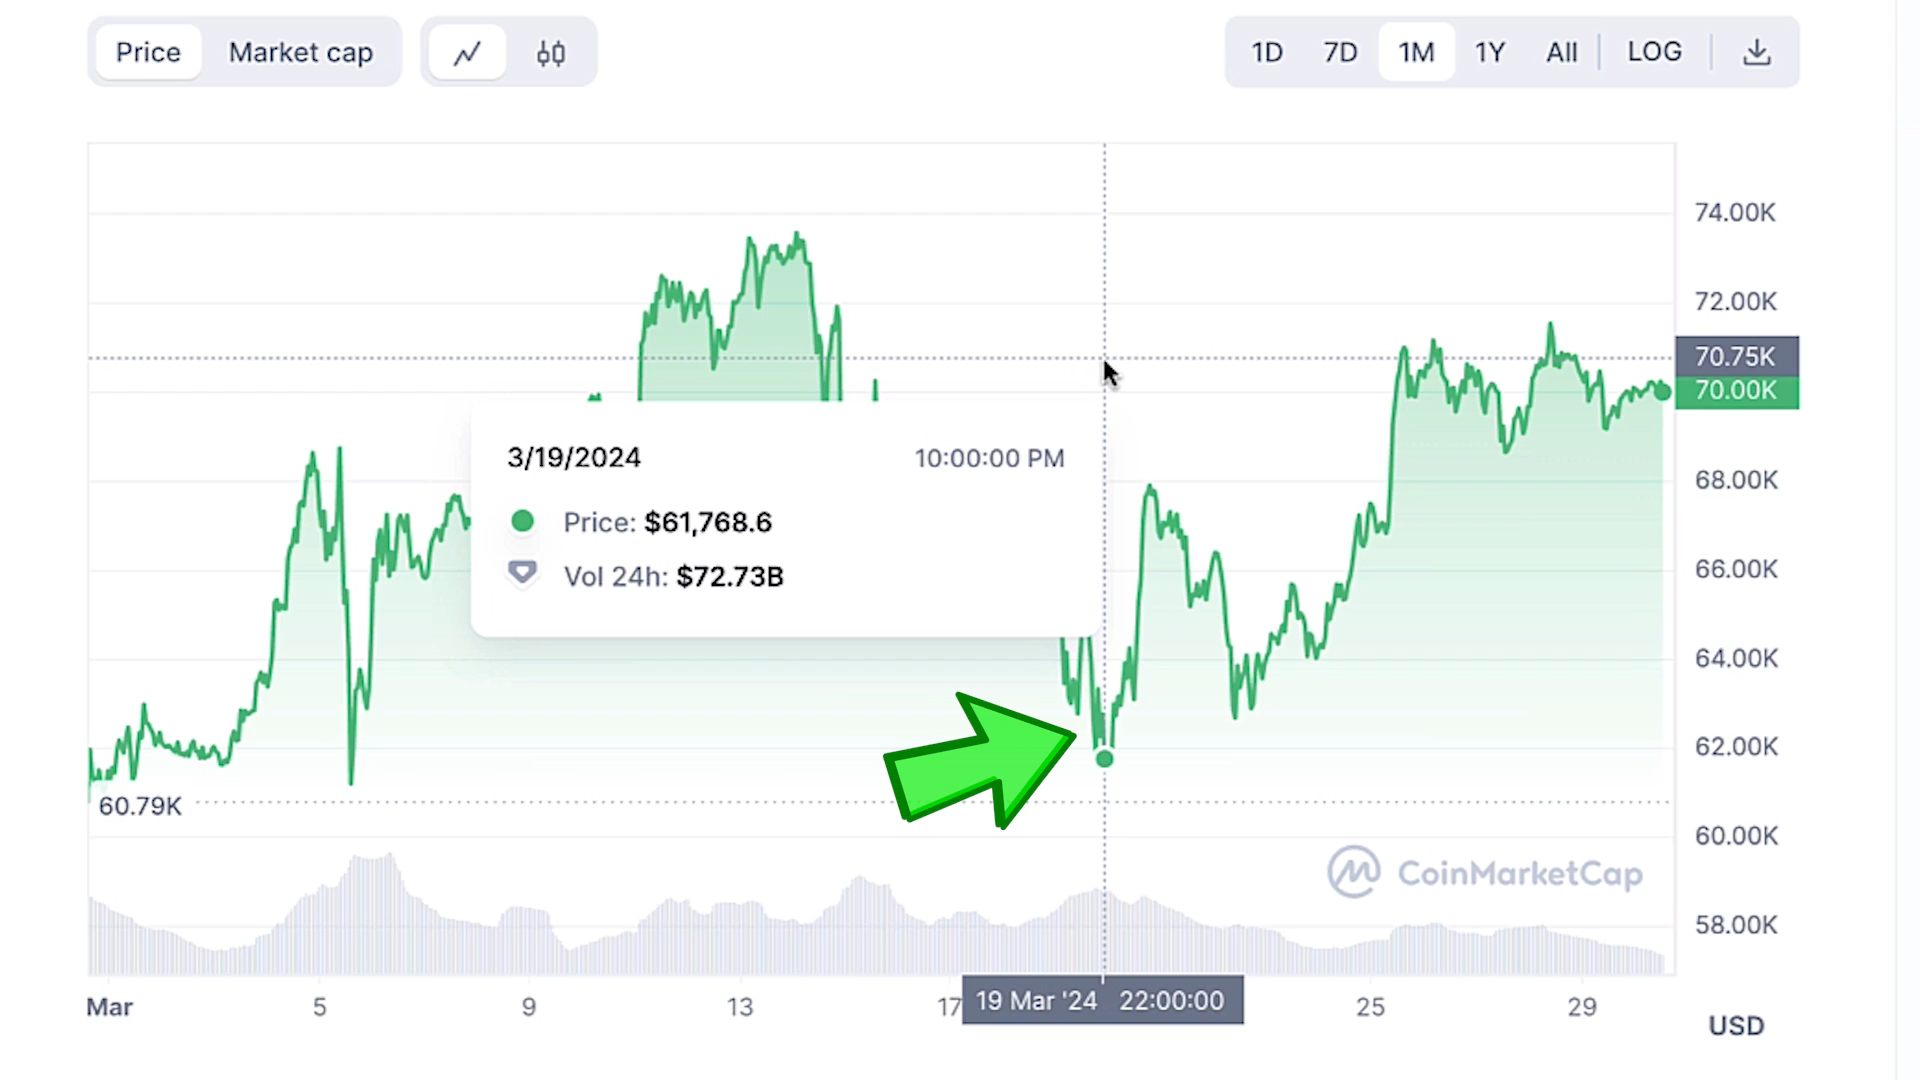 Price Market cap
1D 7D 1M 1Y All LOG
74.00K
72.00K
70.75K
70.00K
3/19/2024 10:00:00 PM
Price: $61,768.6
Vol 24h: $72.73B
68.00K
66.00K
64.00K
62.00K
60.79K
60.00K
CoinMarketCap
58.00K
Mar 5 9 13 17 19 Mar '24 22:00:00 25 29
USD